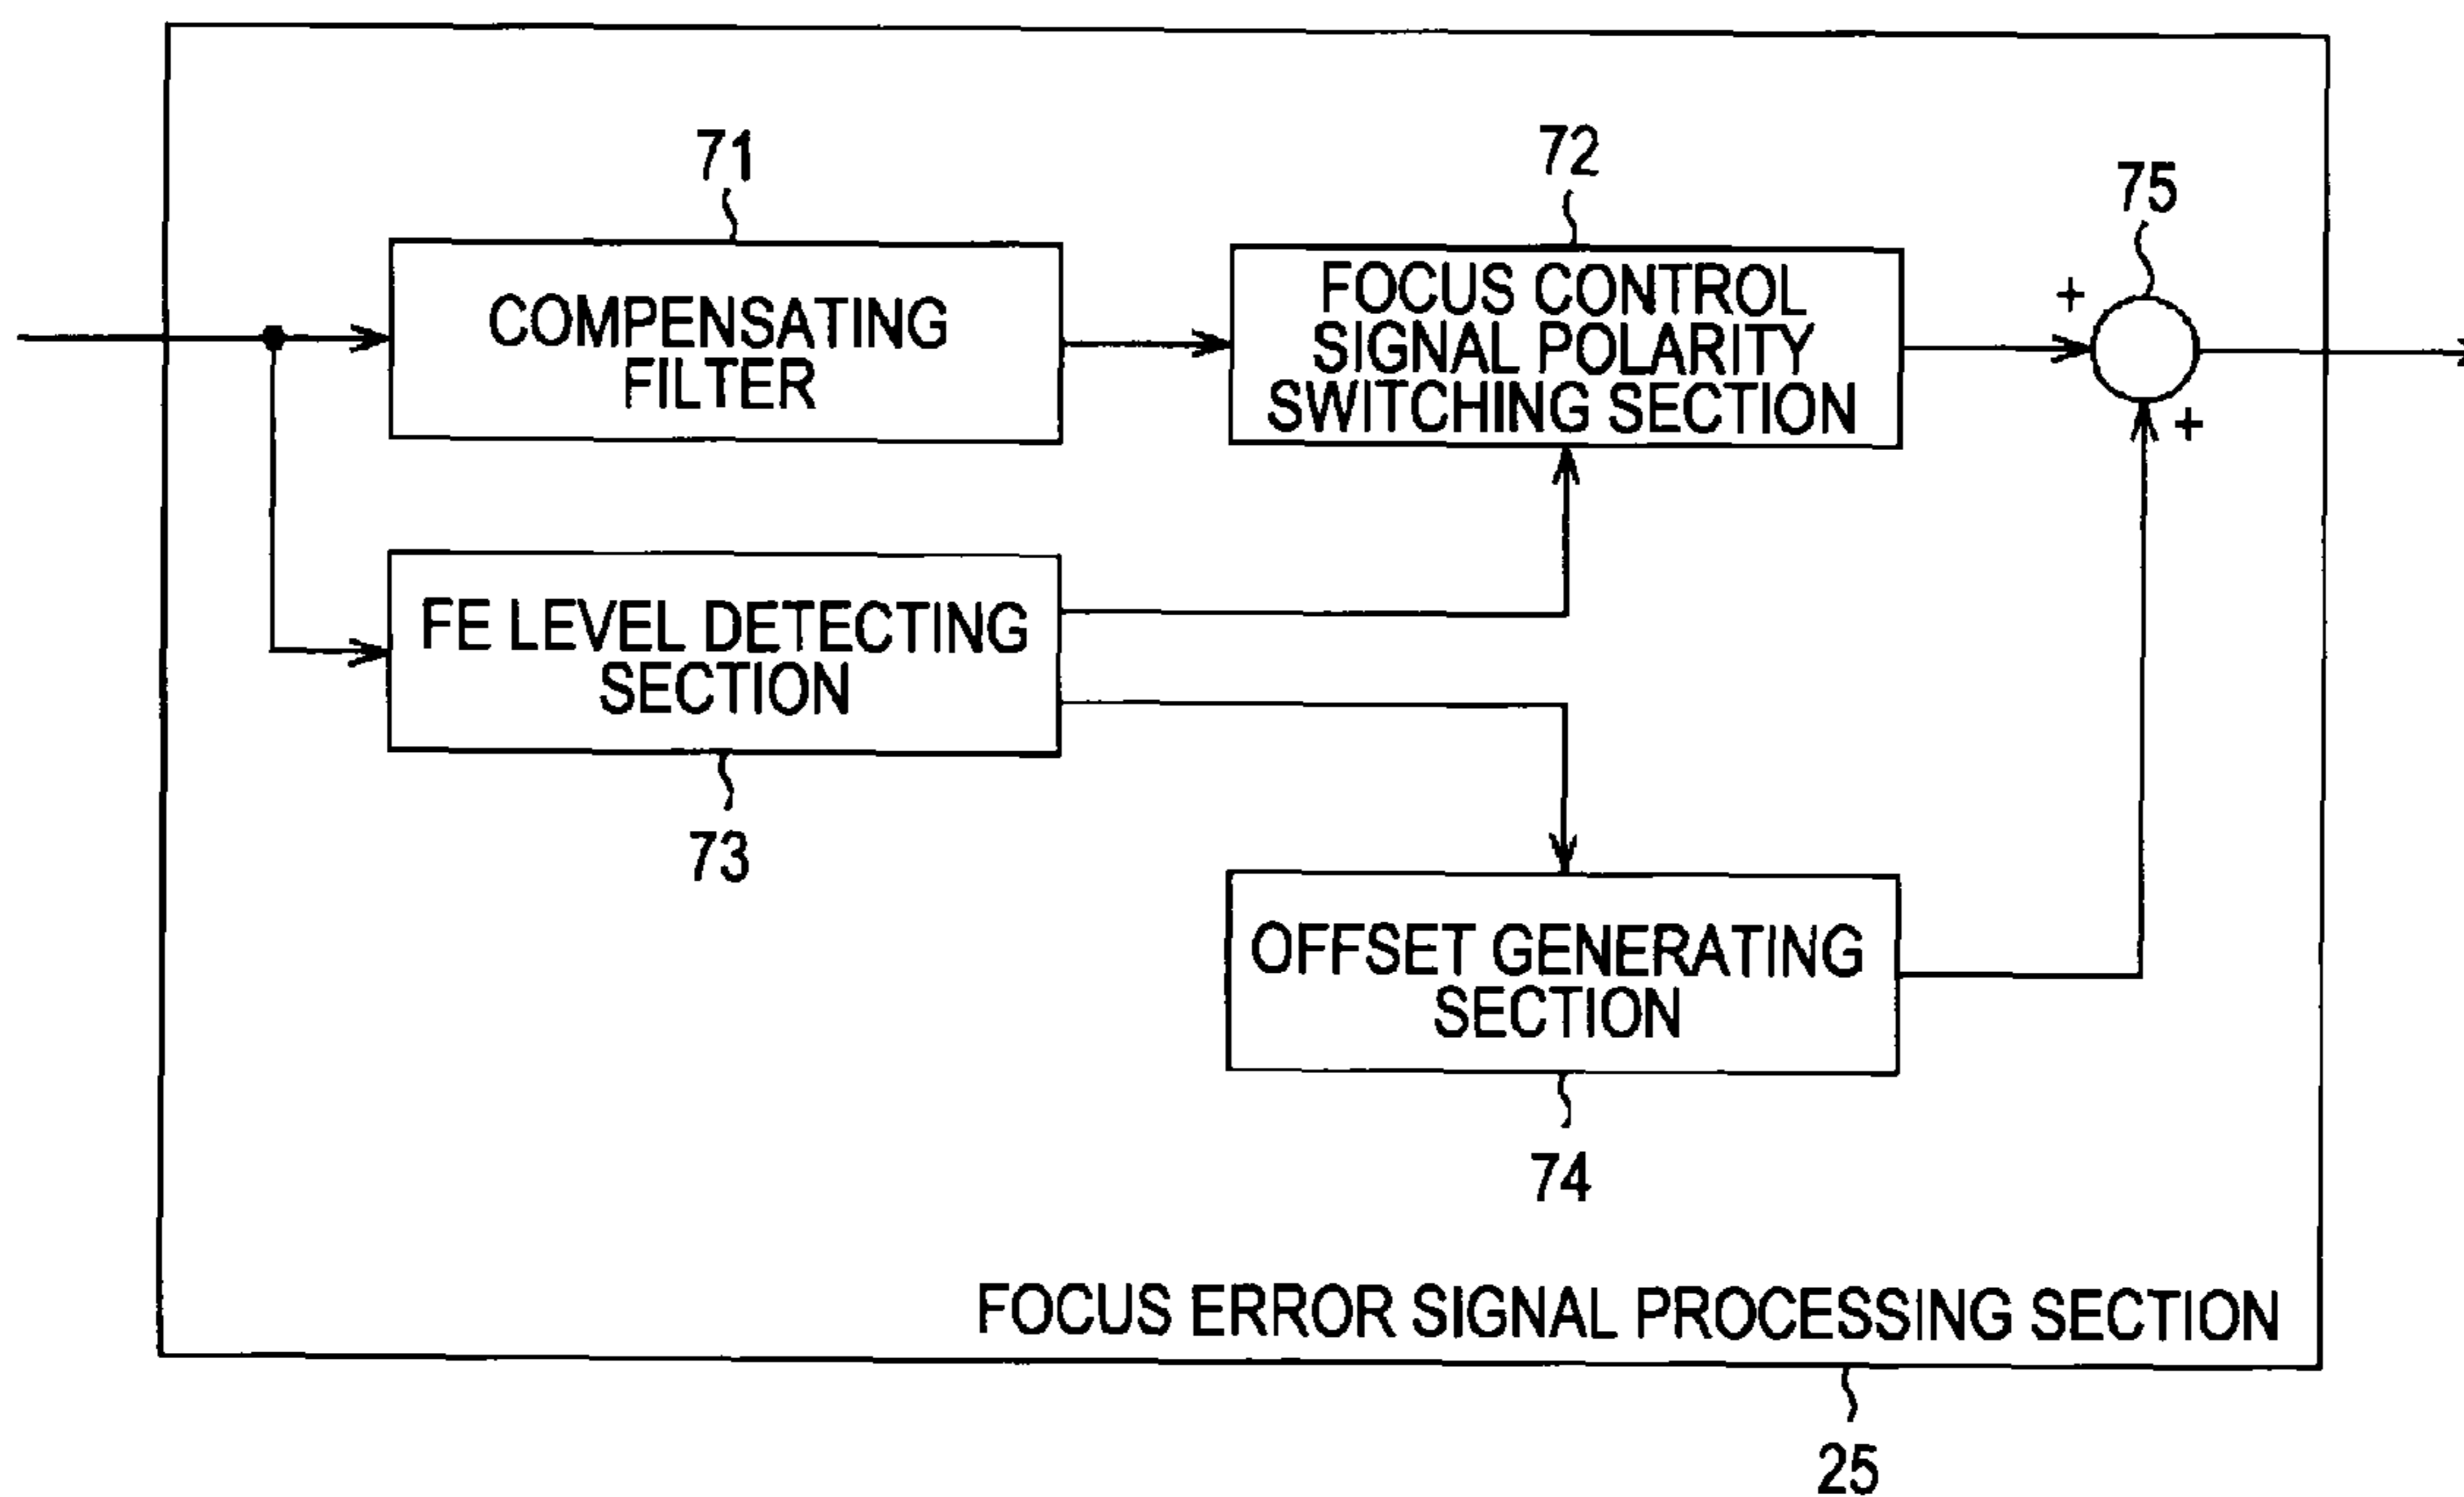 71
72
75
COMPENSATING
FILTER
FOCUS CONTROL
SIGNAL POLARITY
SWITCHING SECTION
+
+
FE LEVEL DETECTING
SECTION
73
OFFSET GENERATING
SECTION
74
FOCUS ERROR SIGNAL PROCESSING SECTION
25